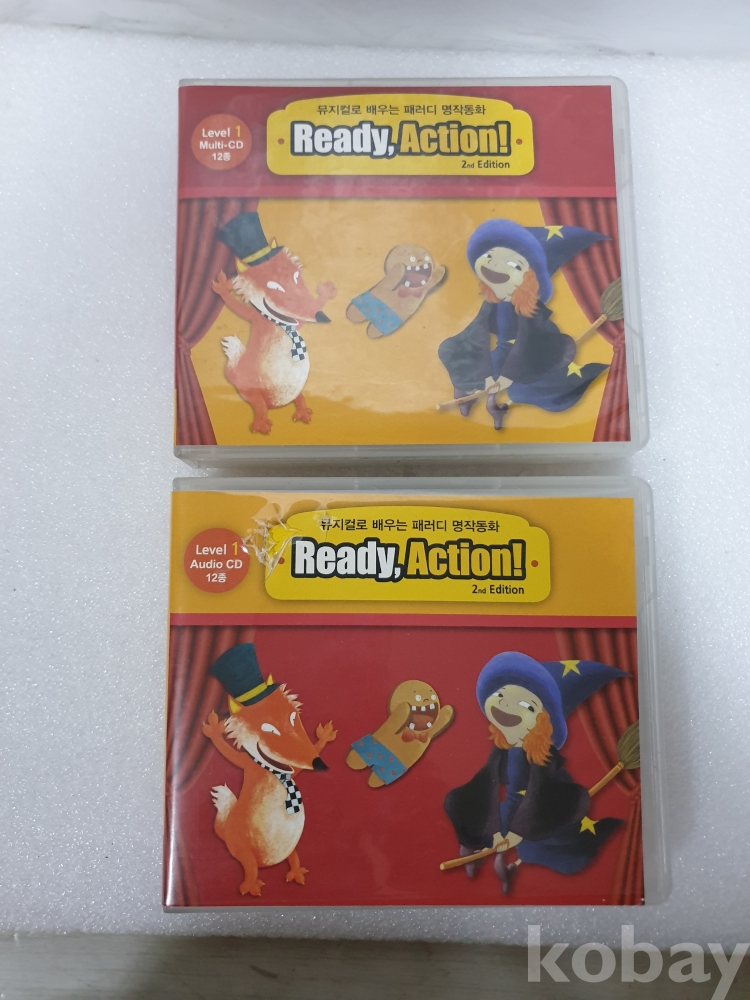 뮤지컬로 배우는 패러디 명작동화
Level 1
Multi-CD
12종
Ready, Action!
2nd Edition
뮤지컬로 배우는 패러디 명작동화
Level 1
Audio CD
12종
Ready, Action!
2nd Edition
kobay